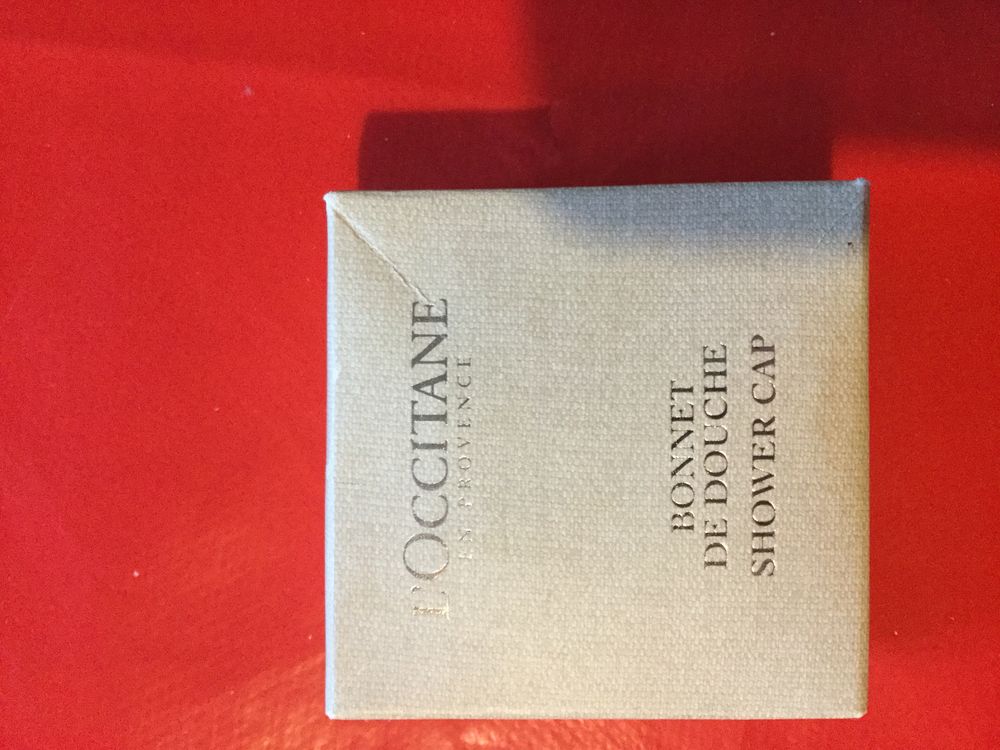 L'OCCITANE
EN PROVENCE
BONNET
DE DOUCHE
SHOWER CAP